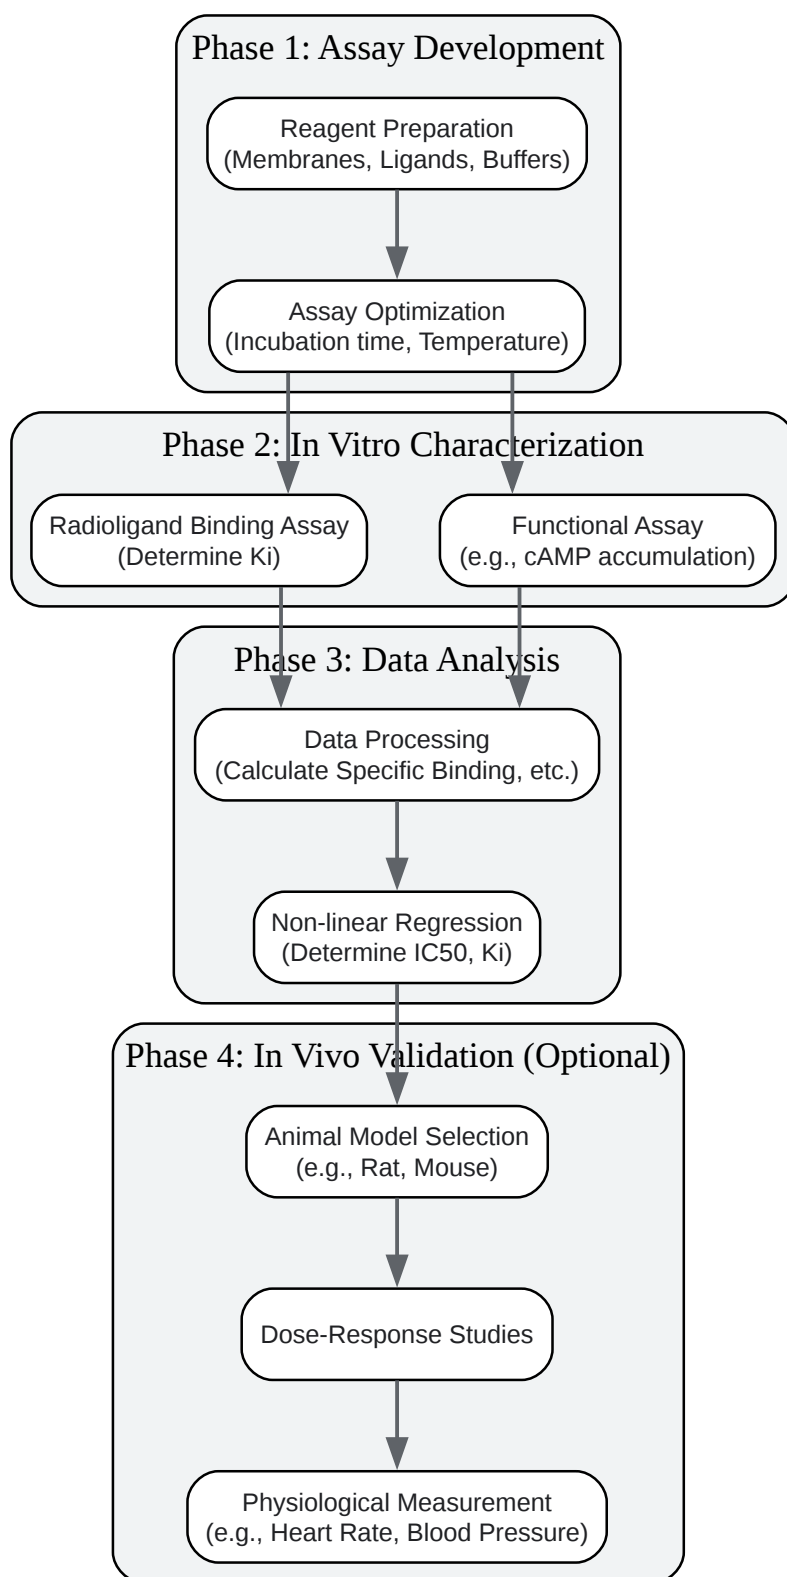 Phase 1: Assay Development
Reagent Preparation
(Membranes, Ligands, Buffers)
Assay Optimization
(Incubation time, Temperature)
Phase 2: In Vitro Characterization
Radioligand Binding Assay
(Determine Ki)
Functional Assay
(e.g., cAMP accumulation)
Phase 3: Data Analysis
Data Processing
(Calculate Specific Binding, etc.)
Non-linear Regression
(Determine IC50, Ki)
Phase 4: In Vivo Validation (Optional)
Animal Model Selection
(e.g., Rat, Mouse)
Dose-Response Studies
Physiological Measurement
(e.g., Heart Rate, Blood Pressure)